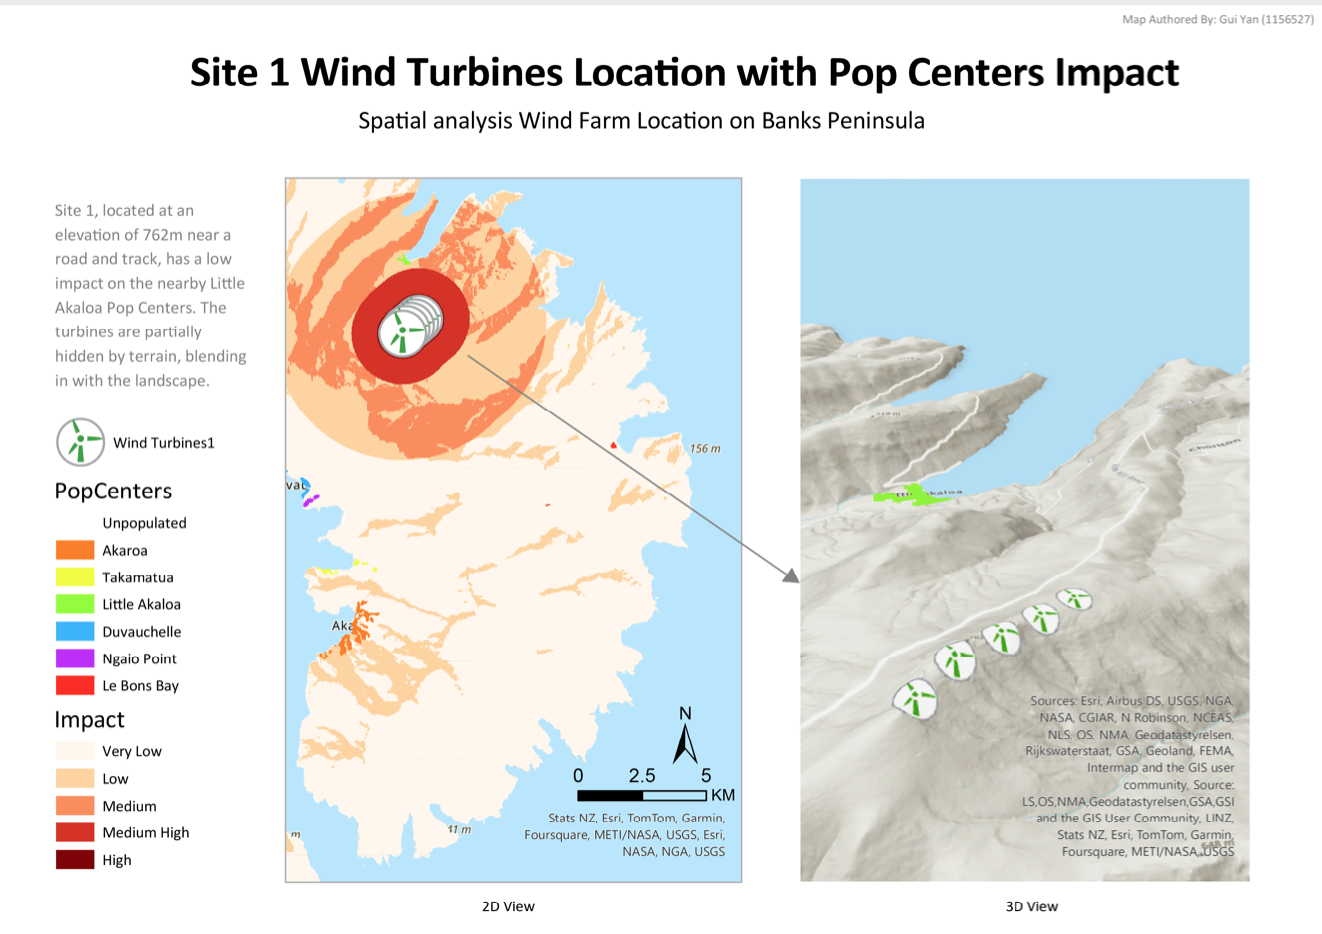 Map Authored By: Gui Yan (1156527)
Site 1 Wind Turbines Location with Pop Centers Impact
Spatial analysis Wind Farm Location on Banks Peninsula
Site 1, located at an
elevation of 762m near a
road and track, has a low
impact on the nearby Little
Akaloa Pop Centers. The
turbines are partially
hidden by terrain, blending
in with the landscape.
Wind Turbines1
PopCenters
Unpopulated
Akaroa
Takamatua
Little Akaloa
Duvauchelle
Ngaio Point
Le Bons Bay
Impact
Very Low
Low
Medium
Medium High
High
156 m
vau
Aka
N
0 2.5 5
KM
Stats NZ, Esri, TomTom, Garmin,
Foursquare, METI/NASA, USGS, Esri,
NASA, NGA, USGS
m
11 m
2D View
Chorlton
akaloa
Sources: Esri, Airbus DS, USGS, NGA,
NASA, CGIAR, N Robinson, NCEAS,
NLS, OS, NMA, Geodatastyrelsen,
Rijkswaterstaat, GSA, Geoland, FEMA,
Intermap and the GIS user
community, Source:
LS,OS,NMA,Geodatastyrelsen,GSA,GSI
and the GIS User Community, LINZ,
Stats NZ, Esri, TomTom, Garmin,
Foursquare, METI/NASA, USGS
648 m
3D View